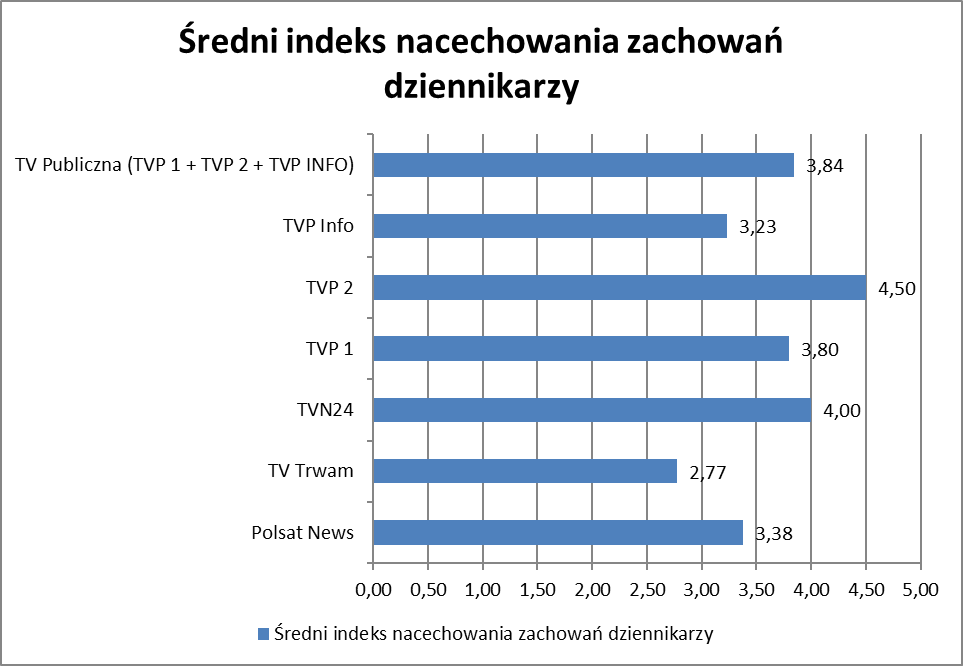 Średni indeks nacechowania zachowań
dziennikarzy
TV Publiczna (TVP 1 + TVP 2 + TVP INFO)
3,84
TVP Info
3,23
TVP 2
4,50
TVP 1
3,80
TVN24
4,00
TV Trwam
2,77
Polsat News
3,38
0,00 0,50 1,00 1,50 2,00 2,50 3,00 3,50 4,00 4,50 5,00
Średni indeks nacechowania zachowań dziennikarzy